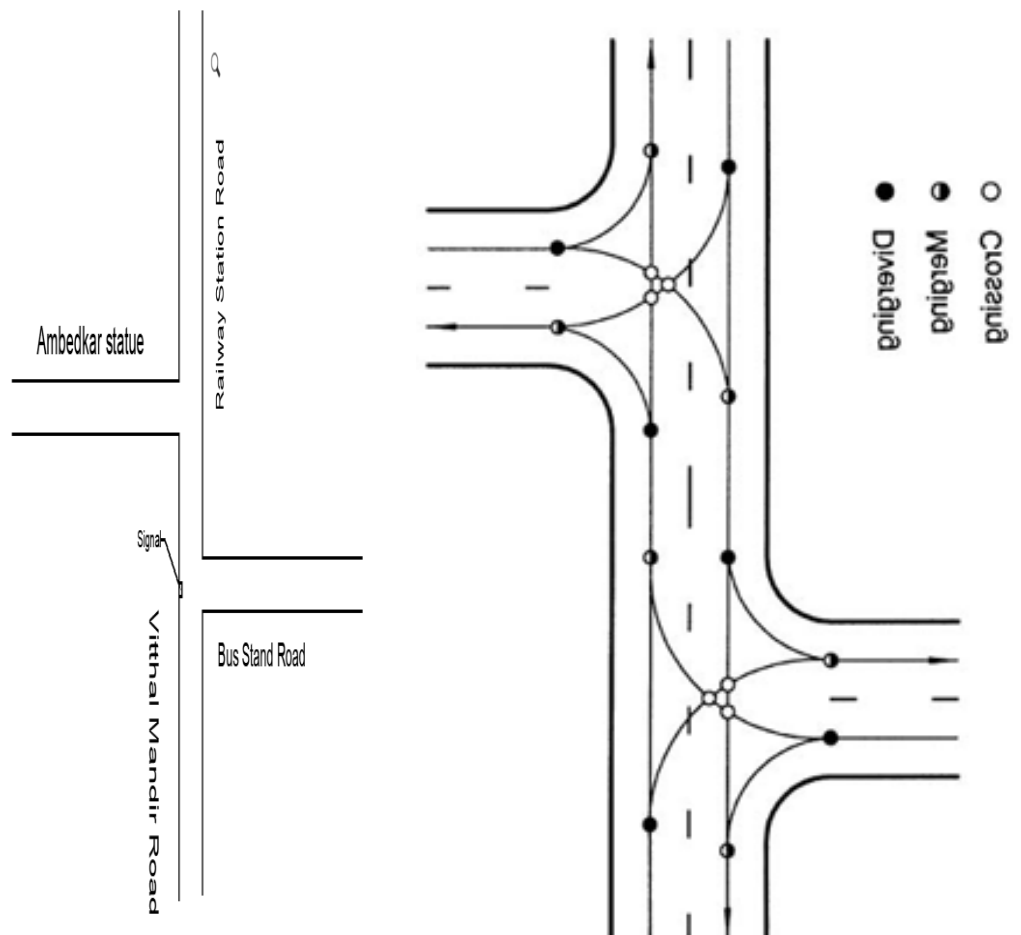 Railway Station Road
Ambedkar statue
Signal
Vitthal Mandir Road
Bus Stand Road
Crossing
Merging
Diverging